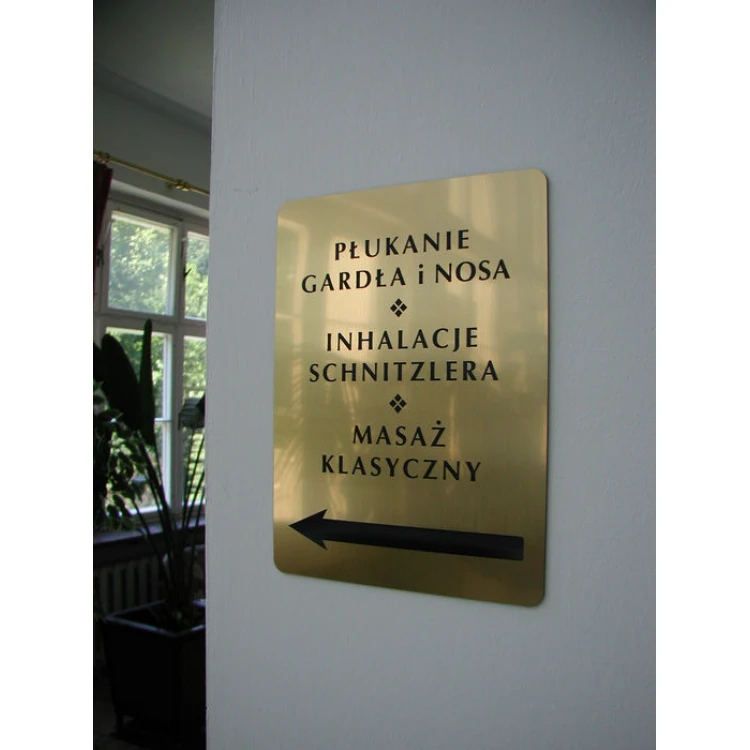 PŁUKANIE
GARDŁA i NOSA
❖
INHALACJE
SCHNITZLERA
❖
MASAŻ
KLASYCZNY